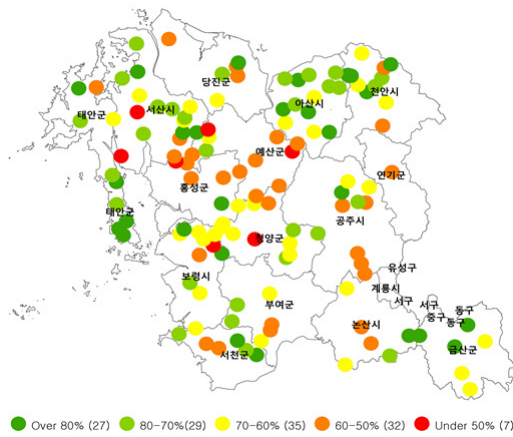 당진군
서산시
태안군
아산시
천안시
예산군
홍성군
연기군
태안군
공주시
청양군
유성구
보령시
계룡시
부여군
서구
서구
동구
중구
동구
논산시
서천군
금산군
Over 80% (27)
80-70%(29)
70-60% (35)
60-50% (32)
Under 50% (7)